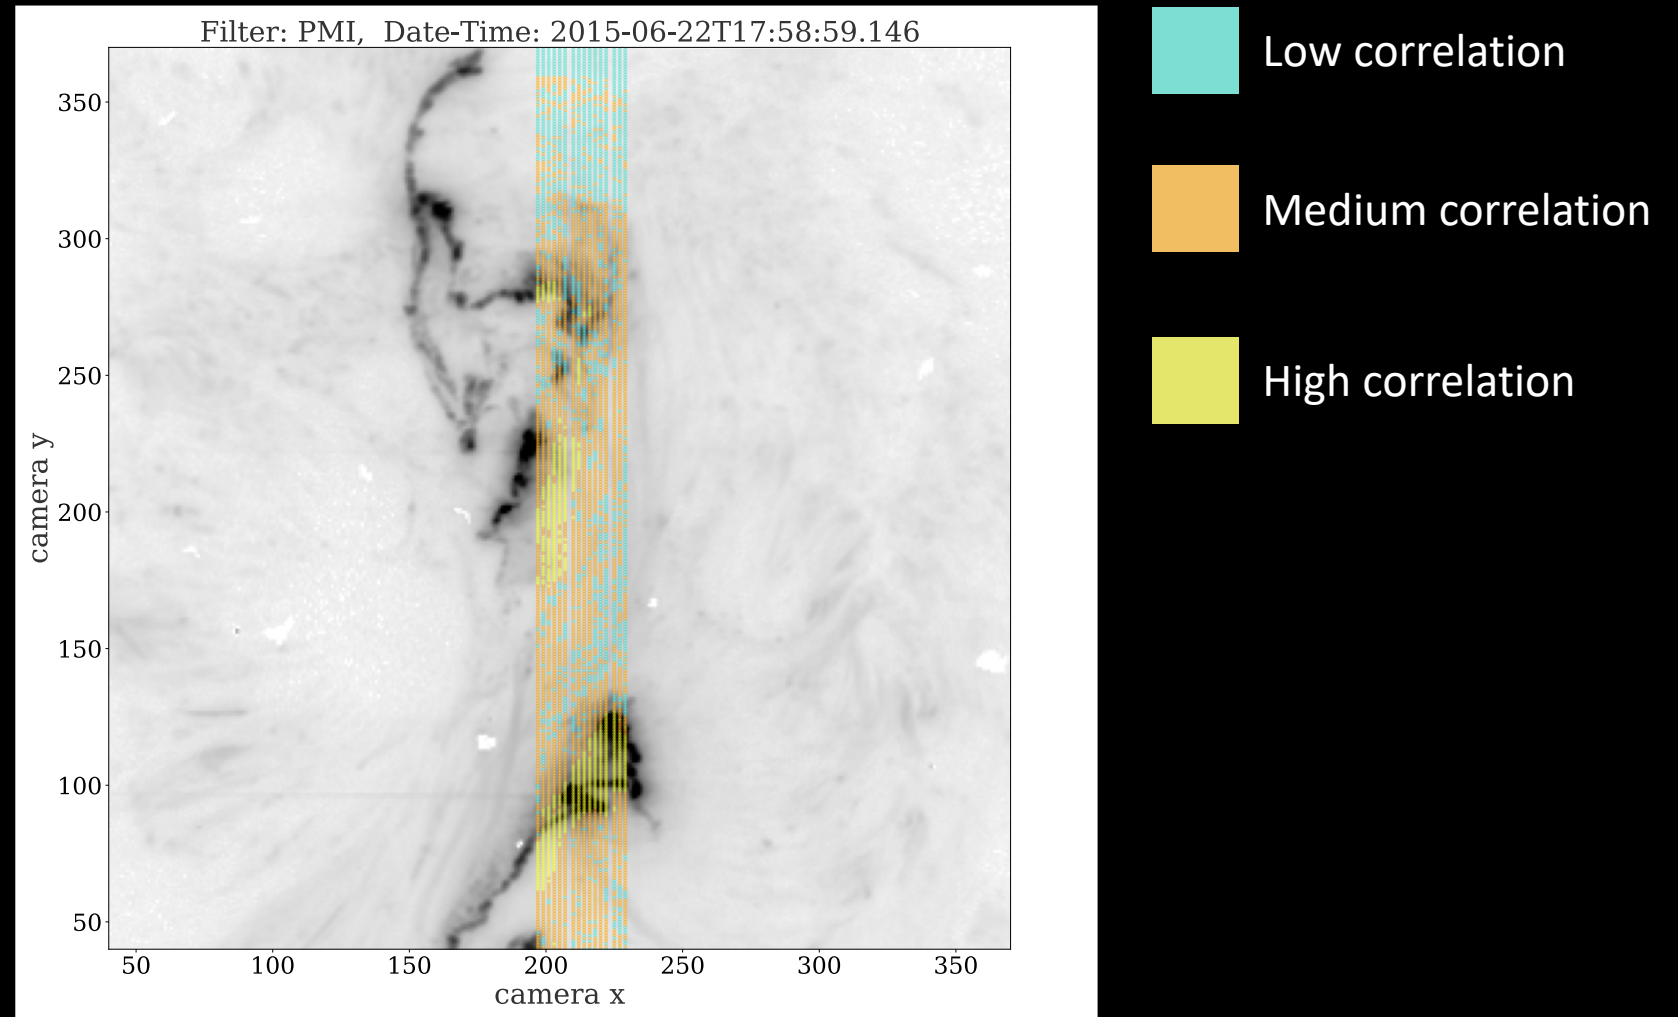 Filter: PMI,  Date-Time: 2015-06-22T17:58:59.146
350
300
250
200
150
100
50
camera y
50 100 150 200 250 300 350
camera x
Low correlation
Medium correlation
High correlation